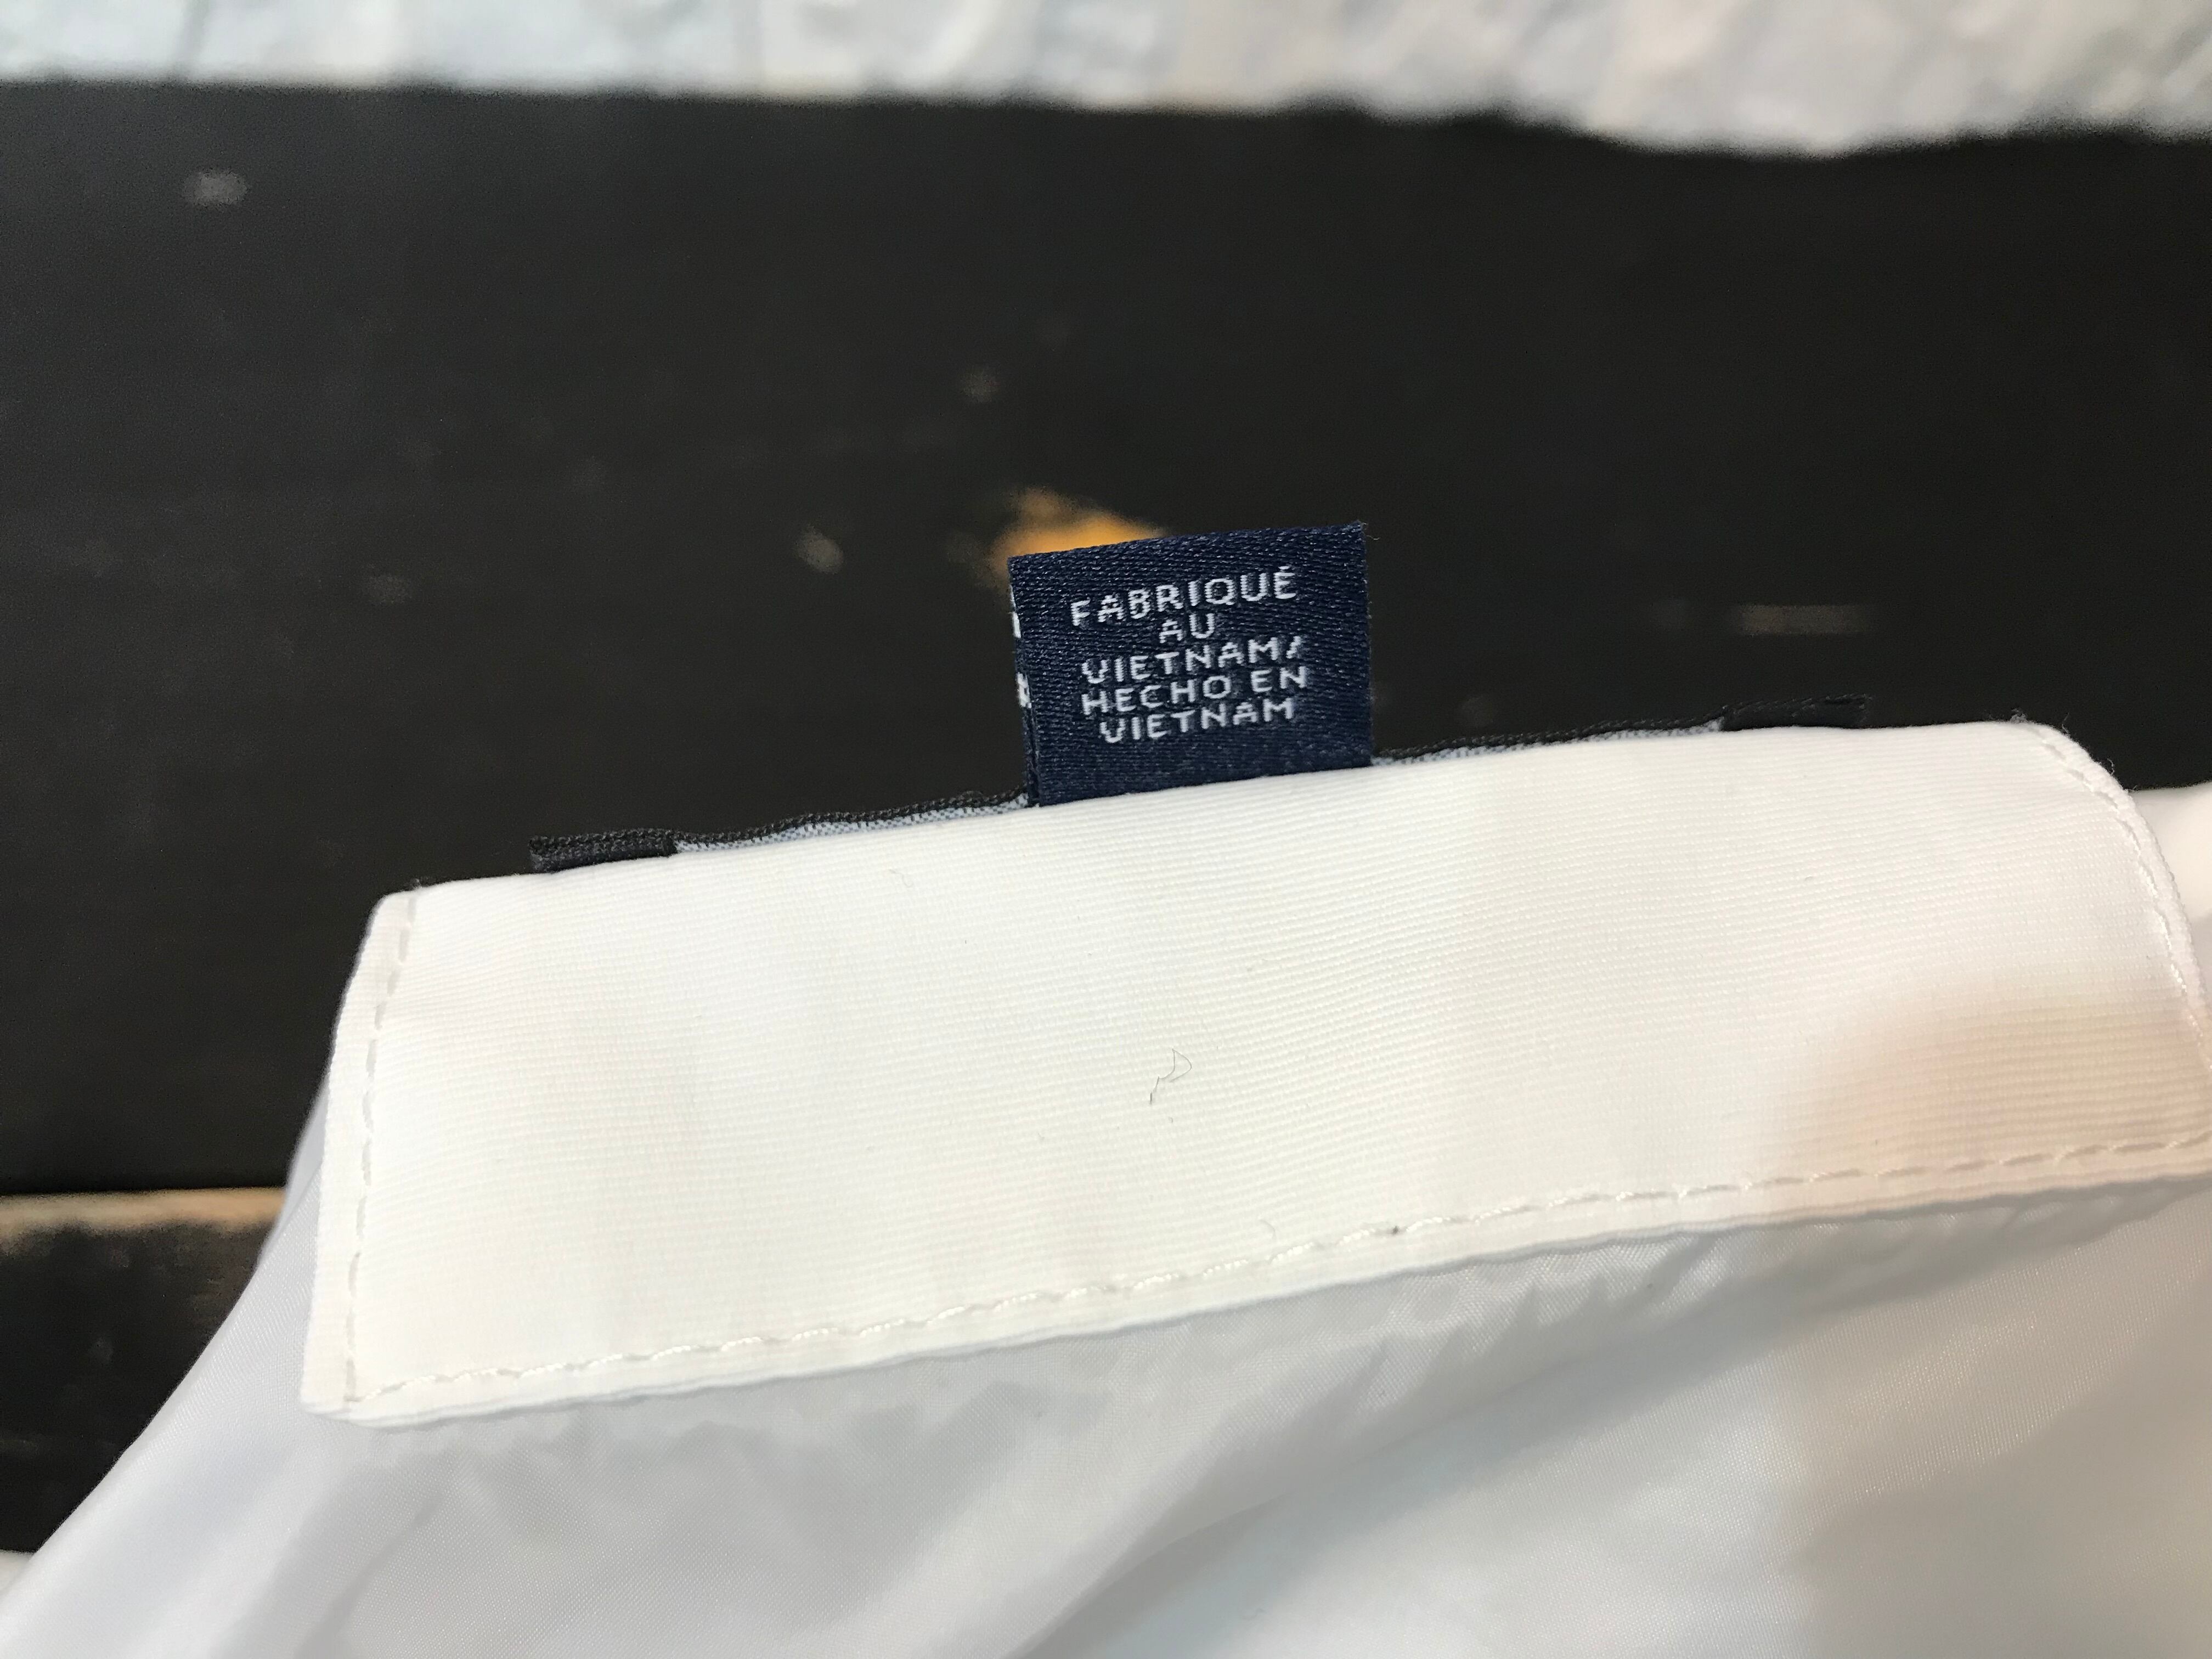 FABRIQUÉ
AU
VIETNAM/
HECHO EN
VIETNAM